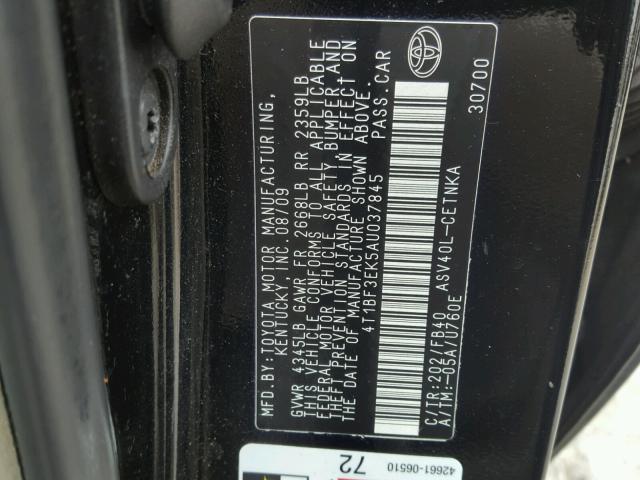 MFD.BY:TOYOTA MOTOR MANUFACTURING,
KENTUCKY, INC. 08/09
GVWR 4345LB GAWR FR 2668LB RR 2359LB
THIS VEHICLE CONFORMS TO ALL APPLICABLE
FEDERAL MOTOR VEHICLE SAFETY, BUMPER, AND
THEFT PREVENTION STANDARDS IN EFFECT ON
THE DATE OF MANUFACTURE SHOWN ABOVE.
4T1BF3EK5AU037845 PASS.CAR
C/TR:202/FB40 ASV40L-CETNKA
A/TM:-03A/U760E 30700
42661-06510
72